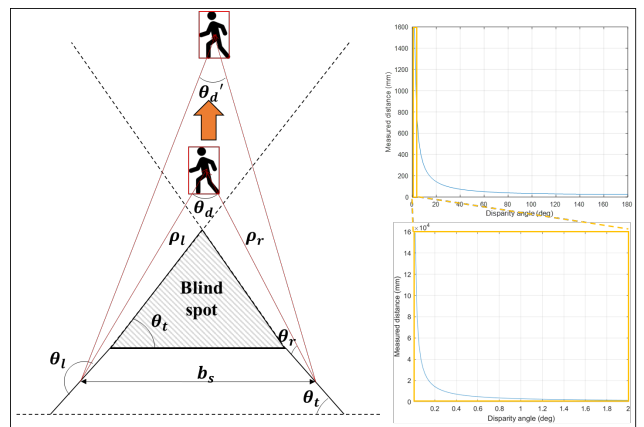 θd′
θd
ρl
ρr
Blind
spot
θt
θr
θl
bs
θt
1600
1400
1200
1000
800
600
400
200
0
Measured distance (mm)
0 20 40 60 80 100 120 140 160 180
Disparity angle (deg)
×10⁴
16
14
12
10
8
6
4
2
0
Measured distance (mm)
0.2 0.4 0.6 0.8 1 1.2 1.4 1.6 1.8 2
Disparity angle (deg)